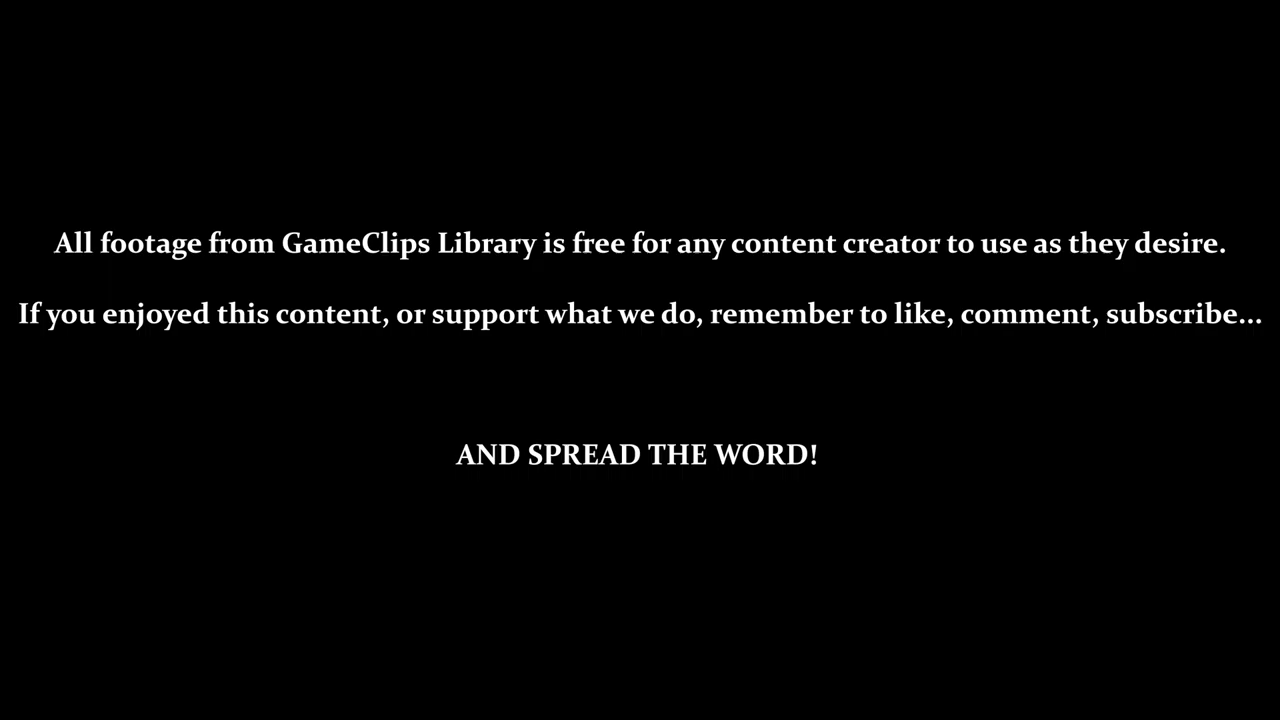 All footage from GameClips Library is free for any content creator to use as they desire.
If you enjoyed this content, or support what we do, remember to like, comment, subscribe...
AND SPREAD THE WORD!